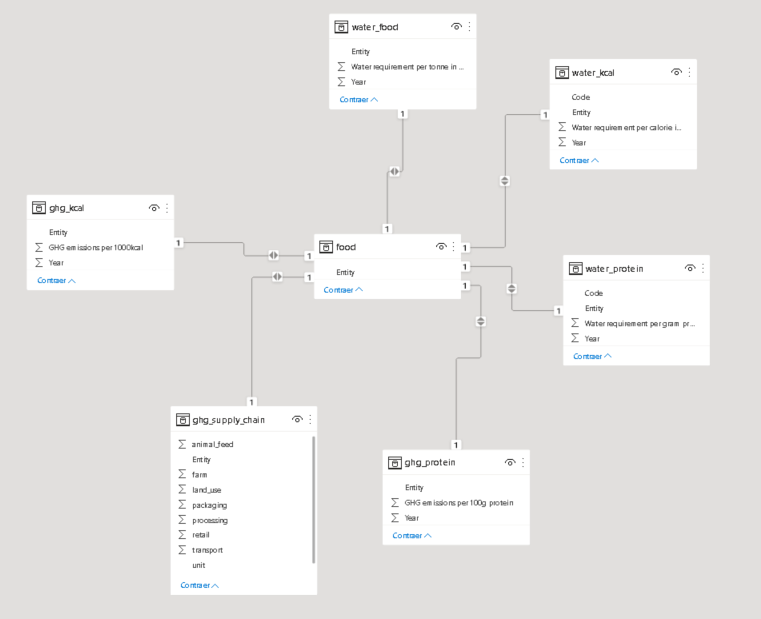 water_food
Entity
Water requirement per tonne in ...
Year
Contraer
water_kcal
Code
Entity
Water requirement per calorie i...
Year
Contraer
ghg_kcal
Entity
GHG emissions per 1000kcal
Year
Contraer
food
Entity
Contraer
water_protein
Code
Entity
Water requirement per gram pr...
Year
Contraer
ghg_supply_chain
animal_feed
Entity
farm
land_use
packaging
processing
retail
transport
unit
Contraer
ghg_protein
Entity
GHG emissions per 100g protein
Year
Contraer
1
1
1
1
1
1
1
1
1
1
1
1